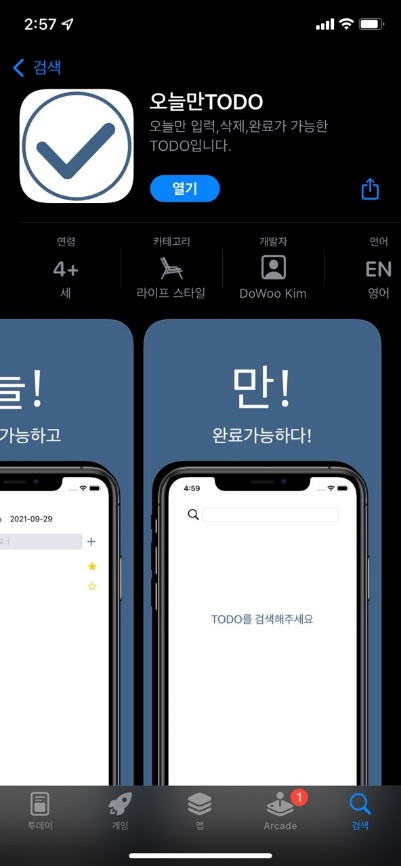 2:57
검색
오늘만TODO
오늘만 입력,삭제,완료가 가능한
TODO입니다.
열기
연령
카테고리
개발자
언어
4+
EN
세
라이프 스타일
DoWoo Kim
영어
늘!
가능하고
2021-09-29
만!
완료가능하다!
4:59
TODO를 검색해주세요
투데이
게임
앱
Arcade
1
검색